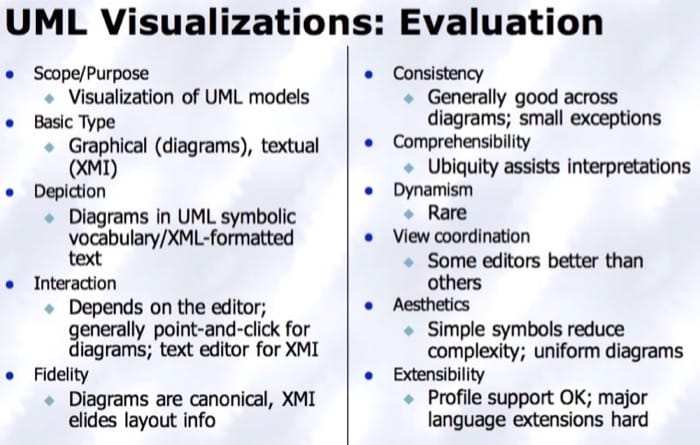 UML Visualizations: Evaluation
• Scope/Purpose
◆ Visualization of UML models
• Basic Type
◆ Graphical (diagrams), textual
(XMI)
• Depiction
◆ Diagrams in UML symbolic
vocabulary/XML-formatted
text
• Interaction
◆ Depends on the editor;
generally point-and-click for
diagrams; text editor for XMI
• Fidelity
◆ Diagrams are canonical, XMI
elides layout info
• Consistency
◆ Generally good across
diagrams; small exceptions
• Comprehensibility
◆ Ubiquity assists interpretations
• Dynamism
◆ Rare
• View coordination
◆ Some editors better than
others
• Aesthetics
◆ Simple symbols reduce
complexity; uniform diagrams
• Extensibility
◆ Profile support OK; major
language extensions hard